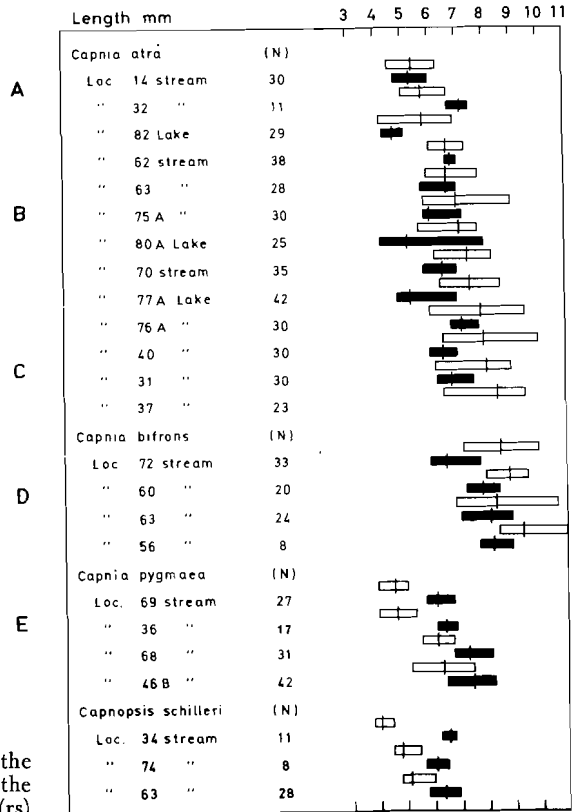 Length mm 3 4 5 6 7 8 9 10 11
Capnia atra (N)
A Loc 14 stream 30
" 32 " 11
" 82 Lake 29
" 62 stream 38
" 63 " 28
B " 75 A " 30
" 80 A Lake 25
" 70 stream 35
" 77 A Lake 42
" 76 A " 30
" 40 " 30
C " 31 " 30
" 37 " 23
Capnia bifrons (N)
Loc 72 stream 33
D " 60 " 20
" 63 " 24
" 56 " 8
Capnia pygmaea (N)
Loc. 69 stream 27
E " 36 " 17
" 68 " 31
" 46 B " 42
Capnopsis schilleri (N)
Loc. 34 stream 11
" 74 " 8
" 63 " 28
the
the
(rs)